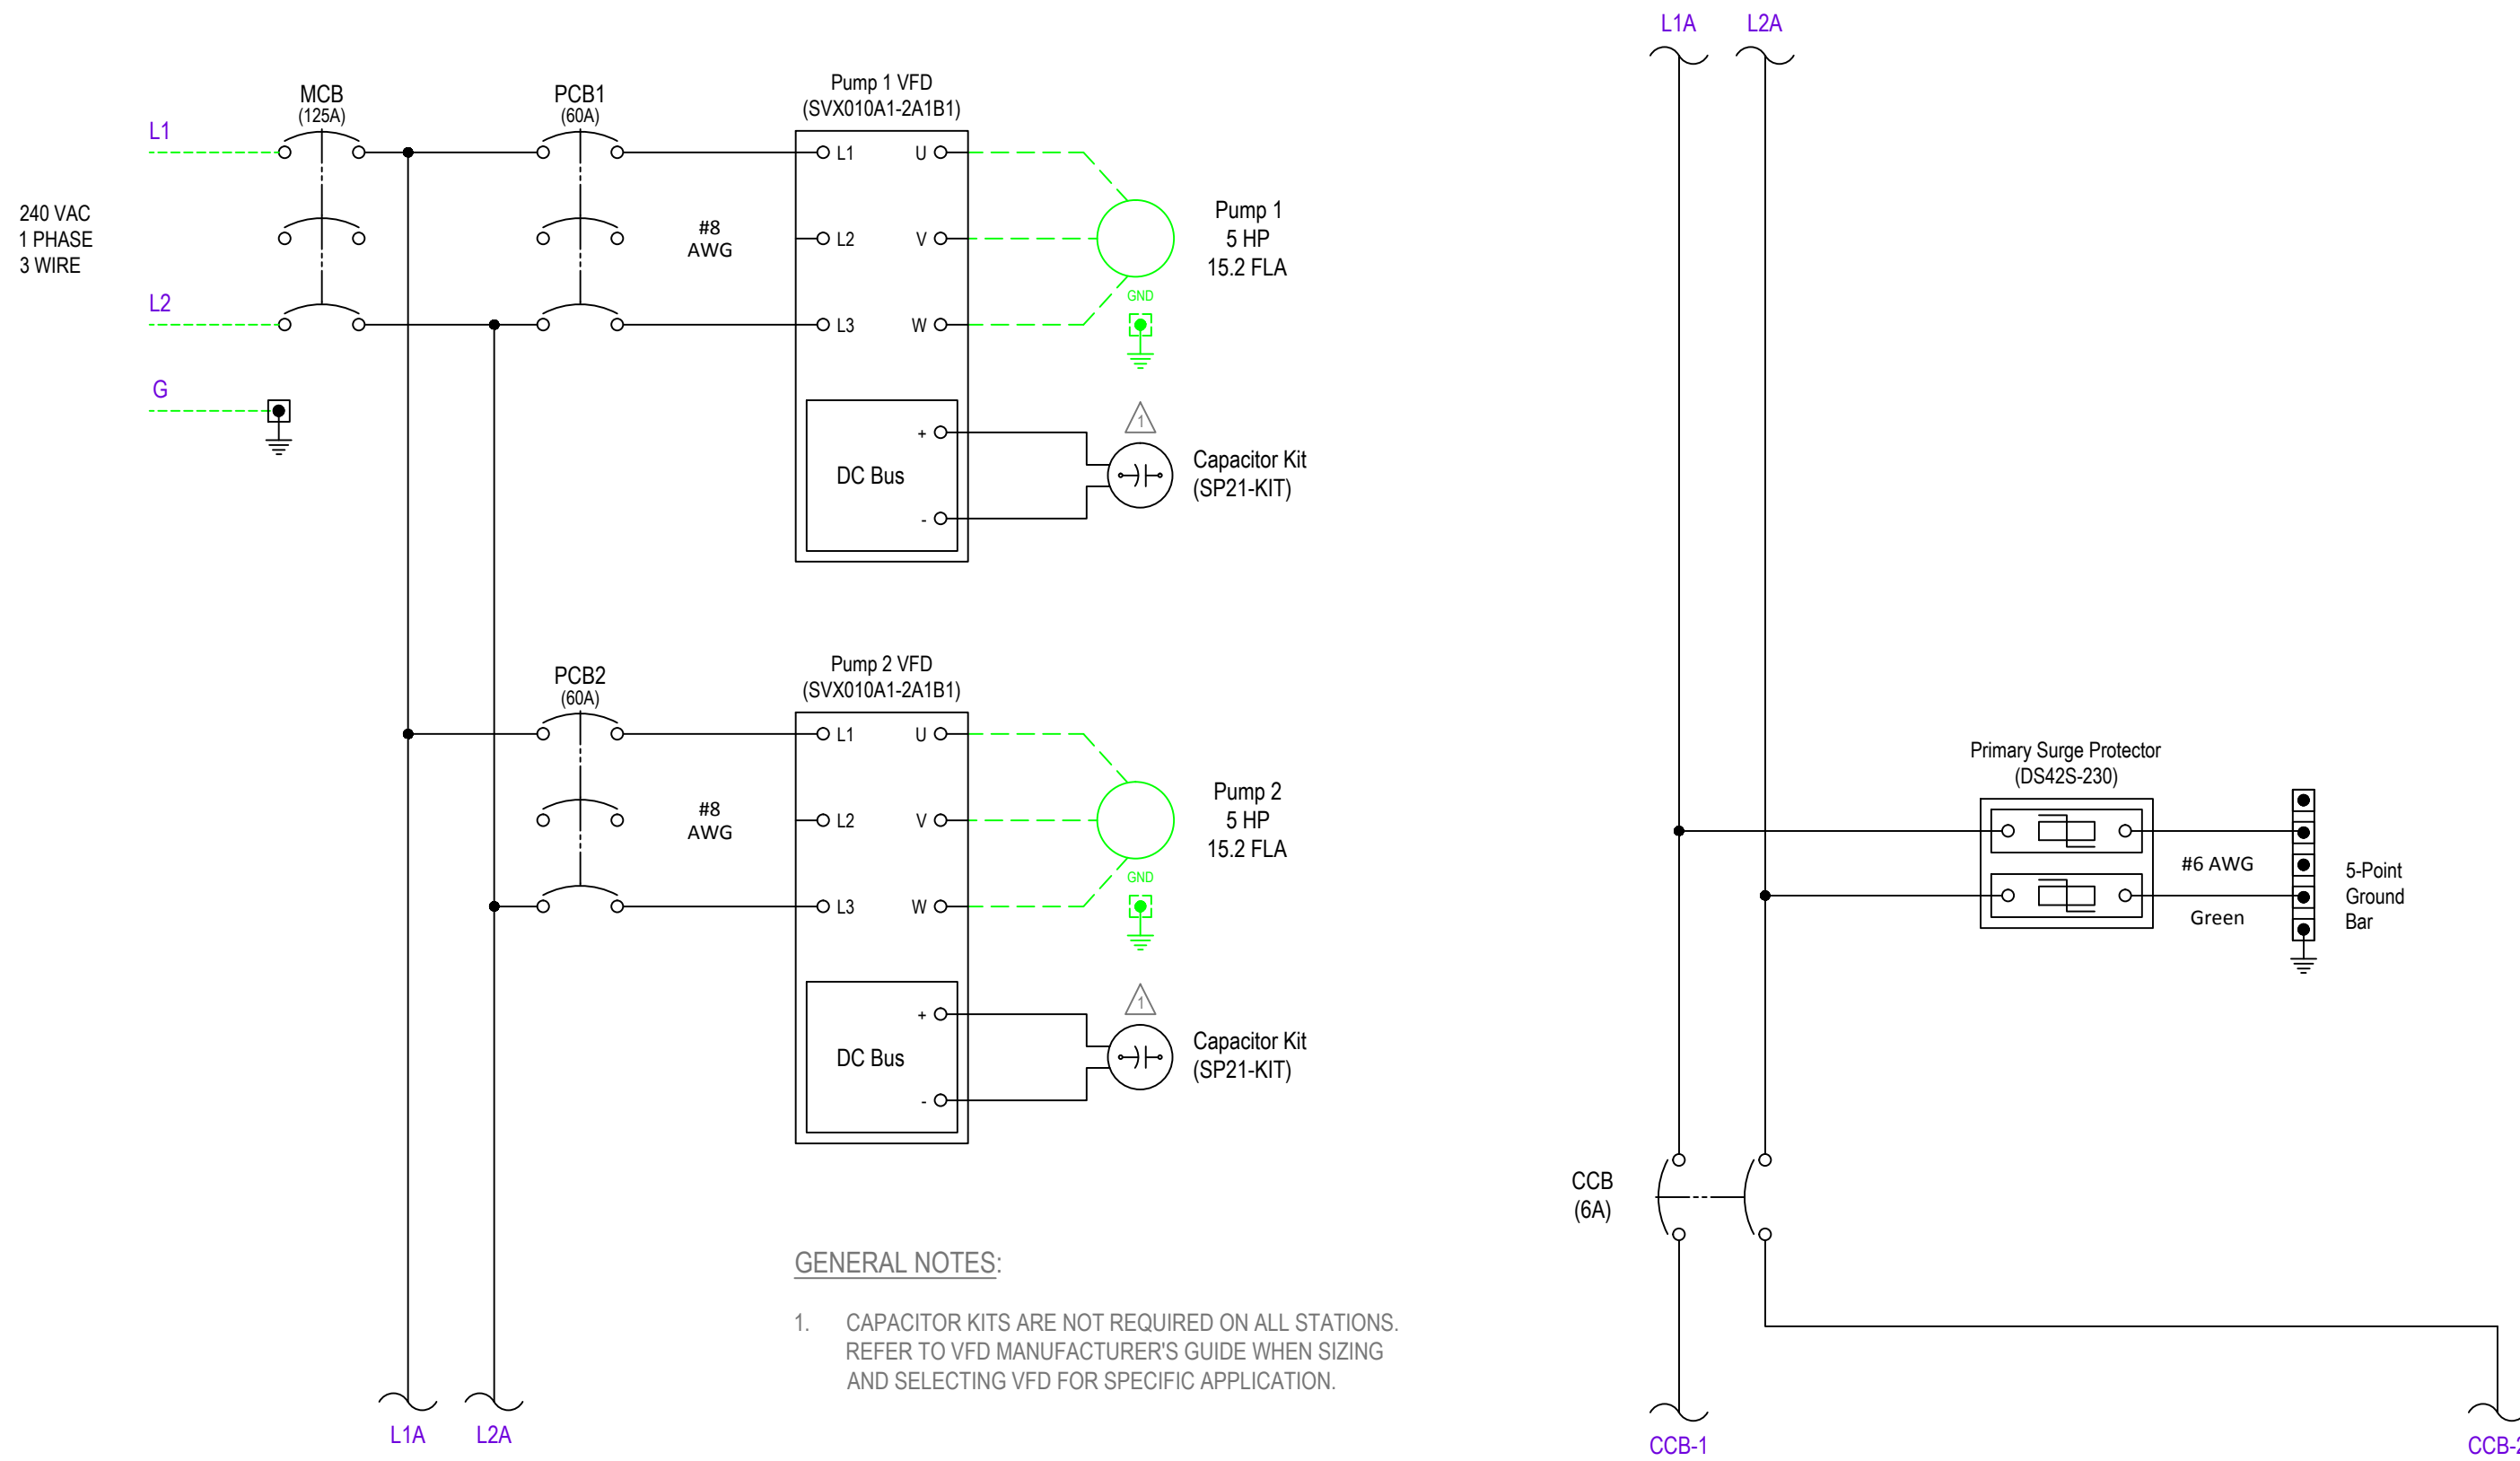 L1A L2A
MCB
(125A)
PCB1
(60A)
Pump 1 VFD
(SVX010A1-2A1B1)
L1
L1 U
240 VAC
1 PHASE
3 WIRE
#8
AWG
L2 V
Pump 1
5 HP
15.2 FLA
L2
L3 W
GND
G
1
+
DC Bus
-
Capacitor Kit
(SP21-KIT)
PCB2
(60A)
Pump 2 VFD
(SVX010A1-2A1B1)
L1 U
#8
AWG
L2 V
Pump 2
5 HP
15.2 FLA
L3 W
GND
1
+
DC Bus
-
Capacitor Kit
(SP21-KIT)
Primary Surge Protector
(DS42S-230)
#6 AWG
Green
5-Point
Ground
Bar
CCB
(6A)
GENERAL NOTES:
1. CAPACITOR KITS ARE NOT REQUIRED ON ALL STATIONS.
REFER TO VFD MANUFACTURER'S GUIDE WHEN SIZING
AND SELECTING VFD FOR SPECIFIC APPLICATION.
L1A L2A
CCB-1
CCB-2